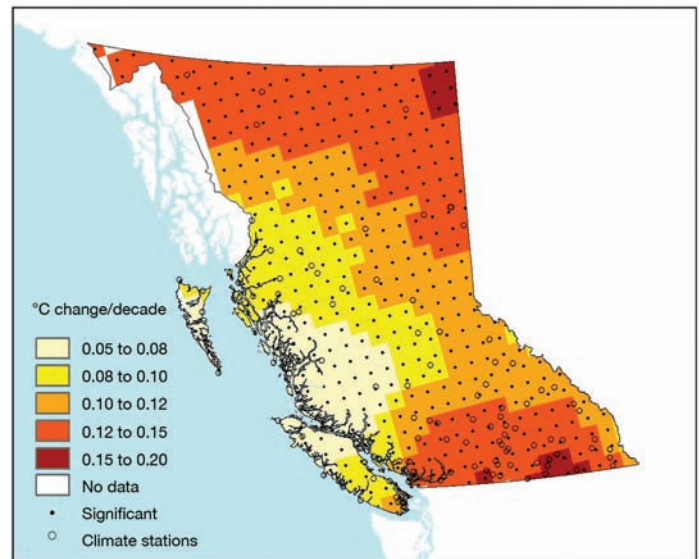 °C change/decade
0.05 to 0.08
0.08 to 0.10
0.10 to 0.12
0.12 to 0.15
0.15 to 0.20
No data
Significant
Climate stations